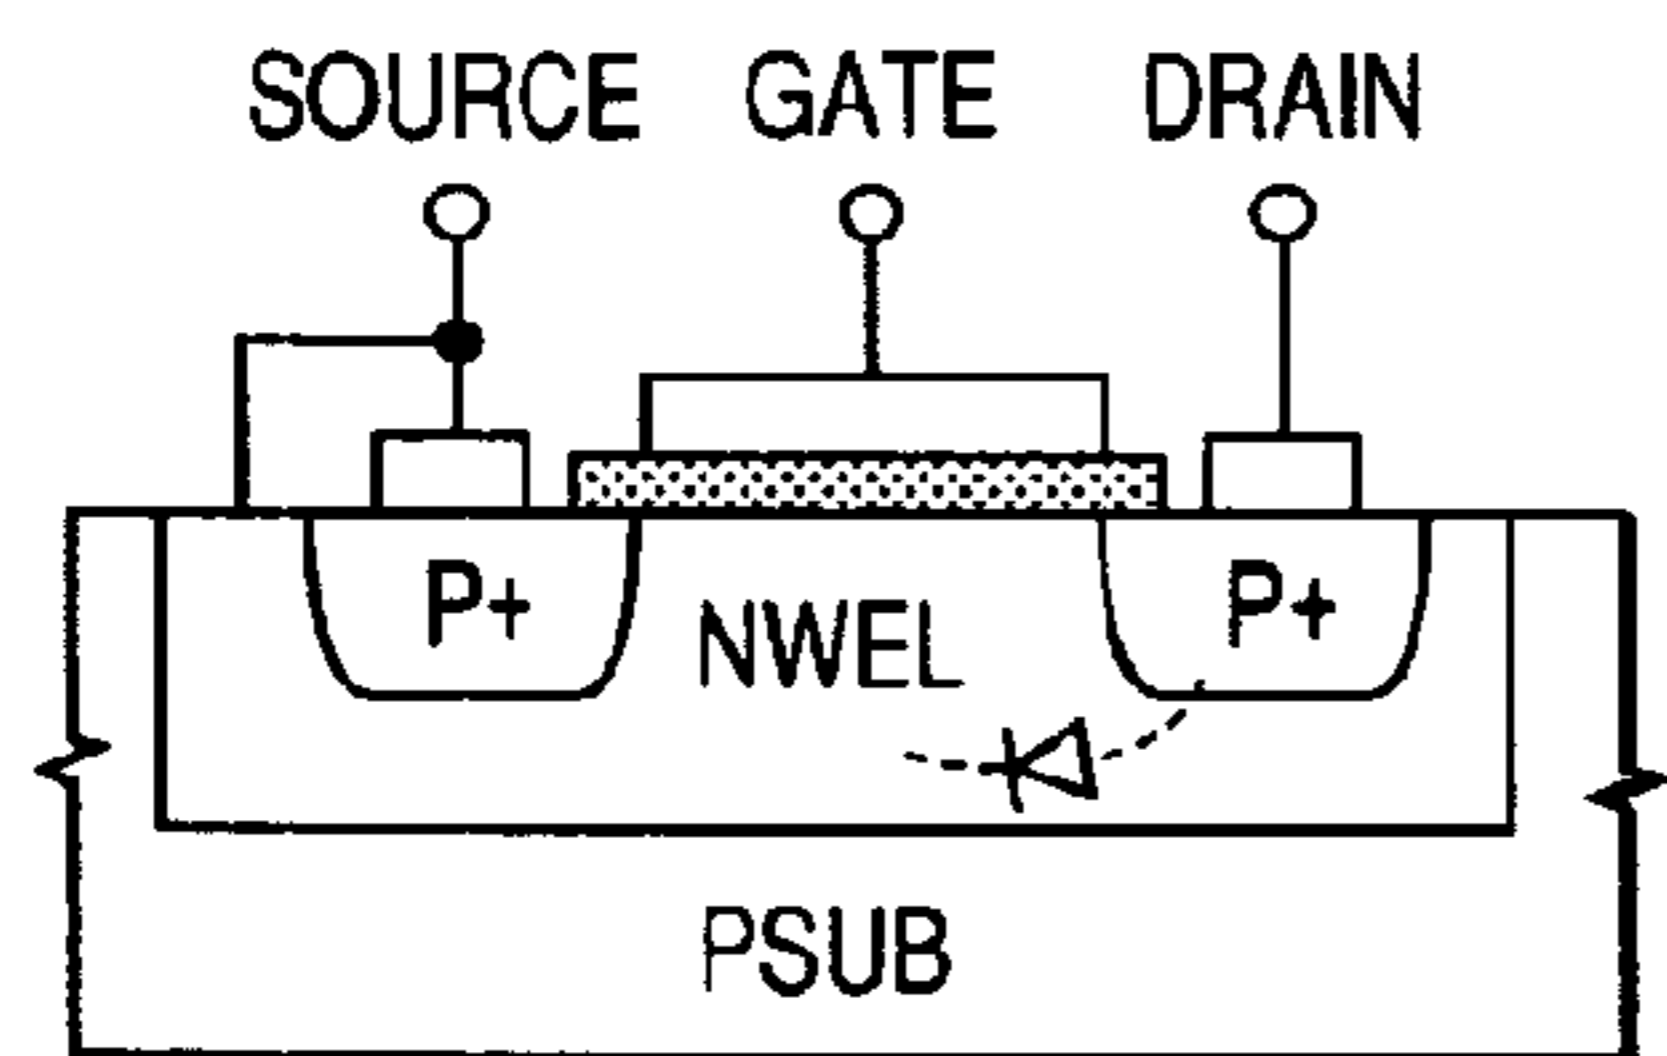 SOURCE GATE DRAIN
P+ P+
NWEL
PSUB